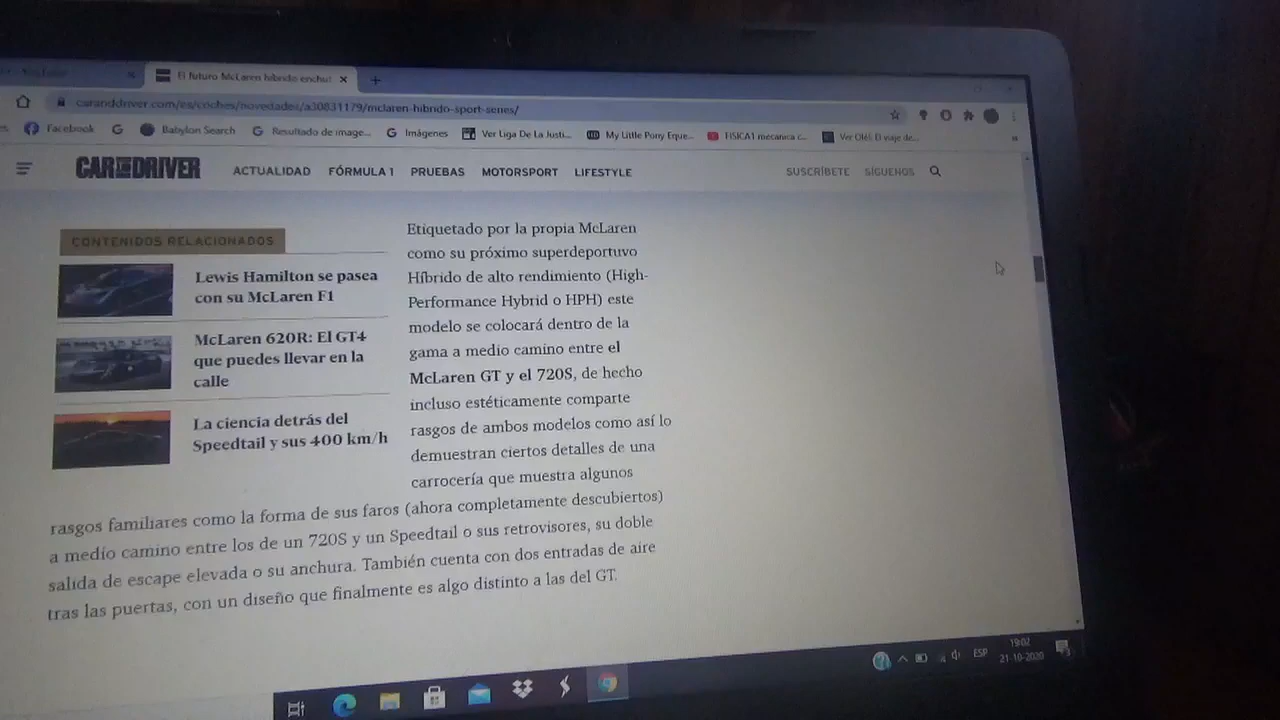 El futuro McLaren híbrido enchuf
caranddriver.com/es/coches/novedades/a30831179/mclaren-hibrido-sport-series/
Facebook
Babylon Search
Resultado de image...
Imágenes
Ver Liga De La Justi...
My Little Pony Eque...
FISICA1 mecanica c...
Ver Olé! El viaje de...
CAR AND DRIVER
ACTUALIDAD
FÓRMULA 1
PRUEBAS
MOTORSPORT
LIFESTYLE
SUSCRÍBETE
SÍGUENOS
CONTENIDOS RELACIONADOS
Lewis Hamilton se pasea
con su McLaren F1
McLaren 620R: El GT4
que puedes llevar en la
calle
La ciencia detrás del
Speedtail y sus 400 km/h
Etiquetado por la propia McLaren
como su próximo superdeportivo
Híbrido de alto rendimiento (High-
Performance Hybrid o HPH) este
modelo se colocará dentro de la
gama a medio camino entre el
McLaren GT y el 720S, de hecho
incluso estéticamente comparte
rasgos de ambos modelos como así lo
demuestran ciertos detalles de una
carrocería que muestra algunos
rasgos familiares como la forma de sus faros (ahora completamente descubiertos)
a medio camino entre los de un 720S y un Speedtail o sus retrovisores, su doble
salida de escape elevada o su anchura. También cuenta con dos entradas de aire
tras las puertas, con un diseño que finalmente es algo distinto a las del GT.
ESP
19:02
21-10-2020